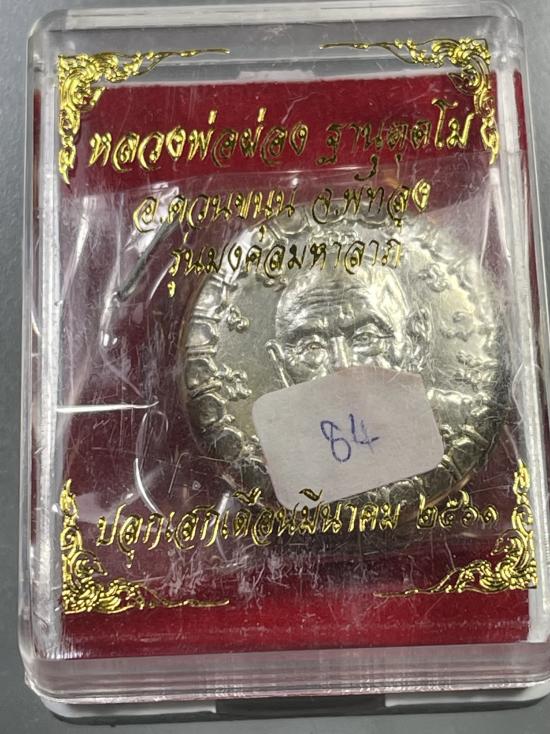 หลวงพ่อผ่อง ฐานุตฺตโม
อ.ควนขนุน จ.พัทลุง
รุ่นมงคลมหาลาภ
84
ปลุกเสกเดือนมีนาคม ๒๕๖๑